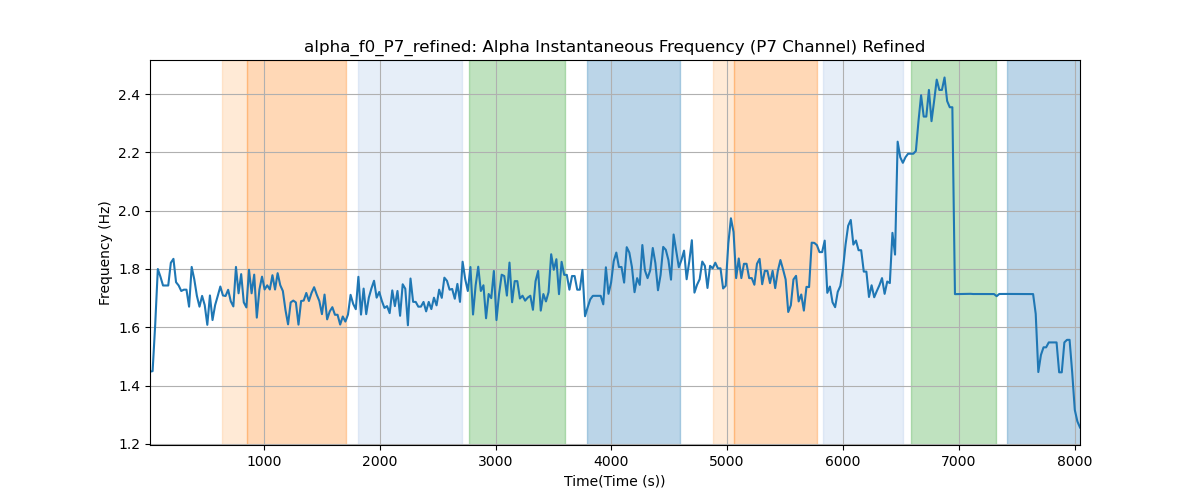 alpha_f0_P7_refined: Alpha Instantaneous Frequency (P7 Channel) Refined
2.4
2.2
2.0
1.8
1.6
1.4
1.2
Frequency (Hz)
1000 2000 3000 4000 5000 6000 7000 8000
Time(Time (s))